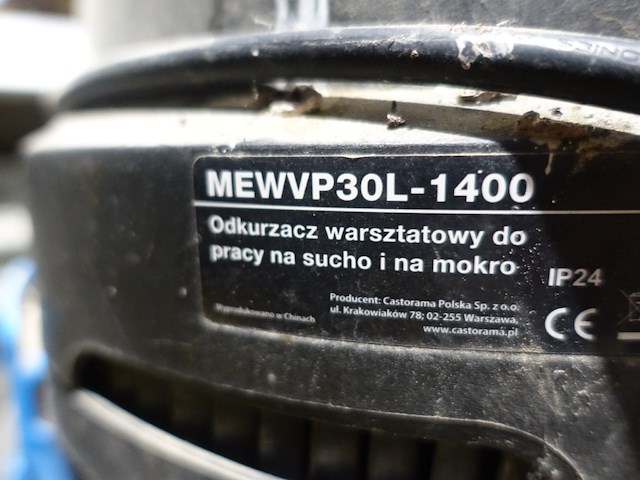 MEWVP30L-1400
Odkurzacz warsztatowy do
pracy na sucho i na mokro
IP24
Producent: Castorama Polska Sp. z o.o.
ul. Krakowiaków 78; 02-255 Warszawa,
www.castorama.pl
Wyprodukowano w Chinach
CE